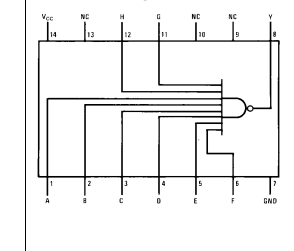 VCC NC H G NC NC Y
14 13 12 11 10 9 8
1 2 3 4 5 6 7
A B C D E F GND